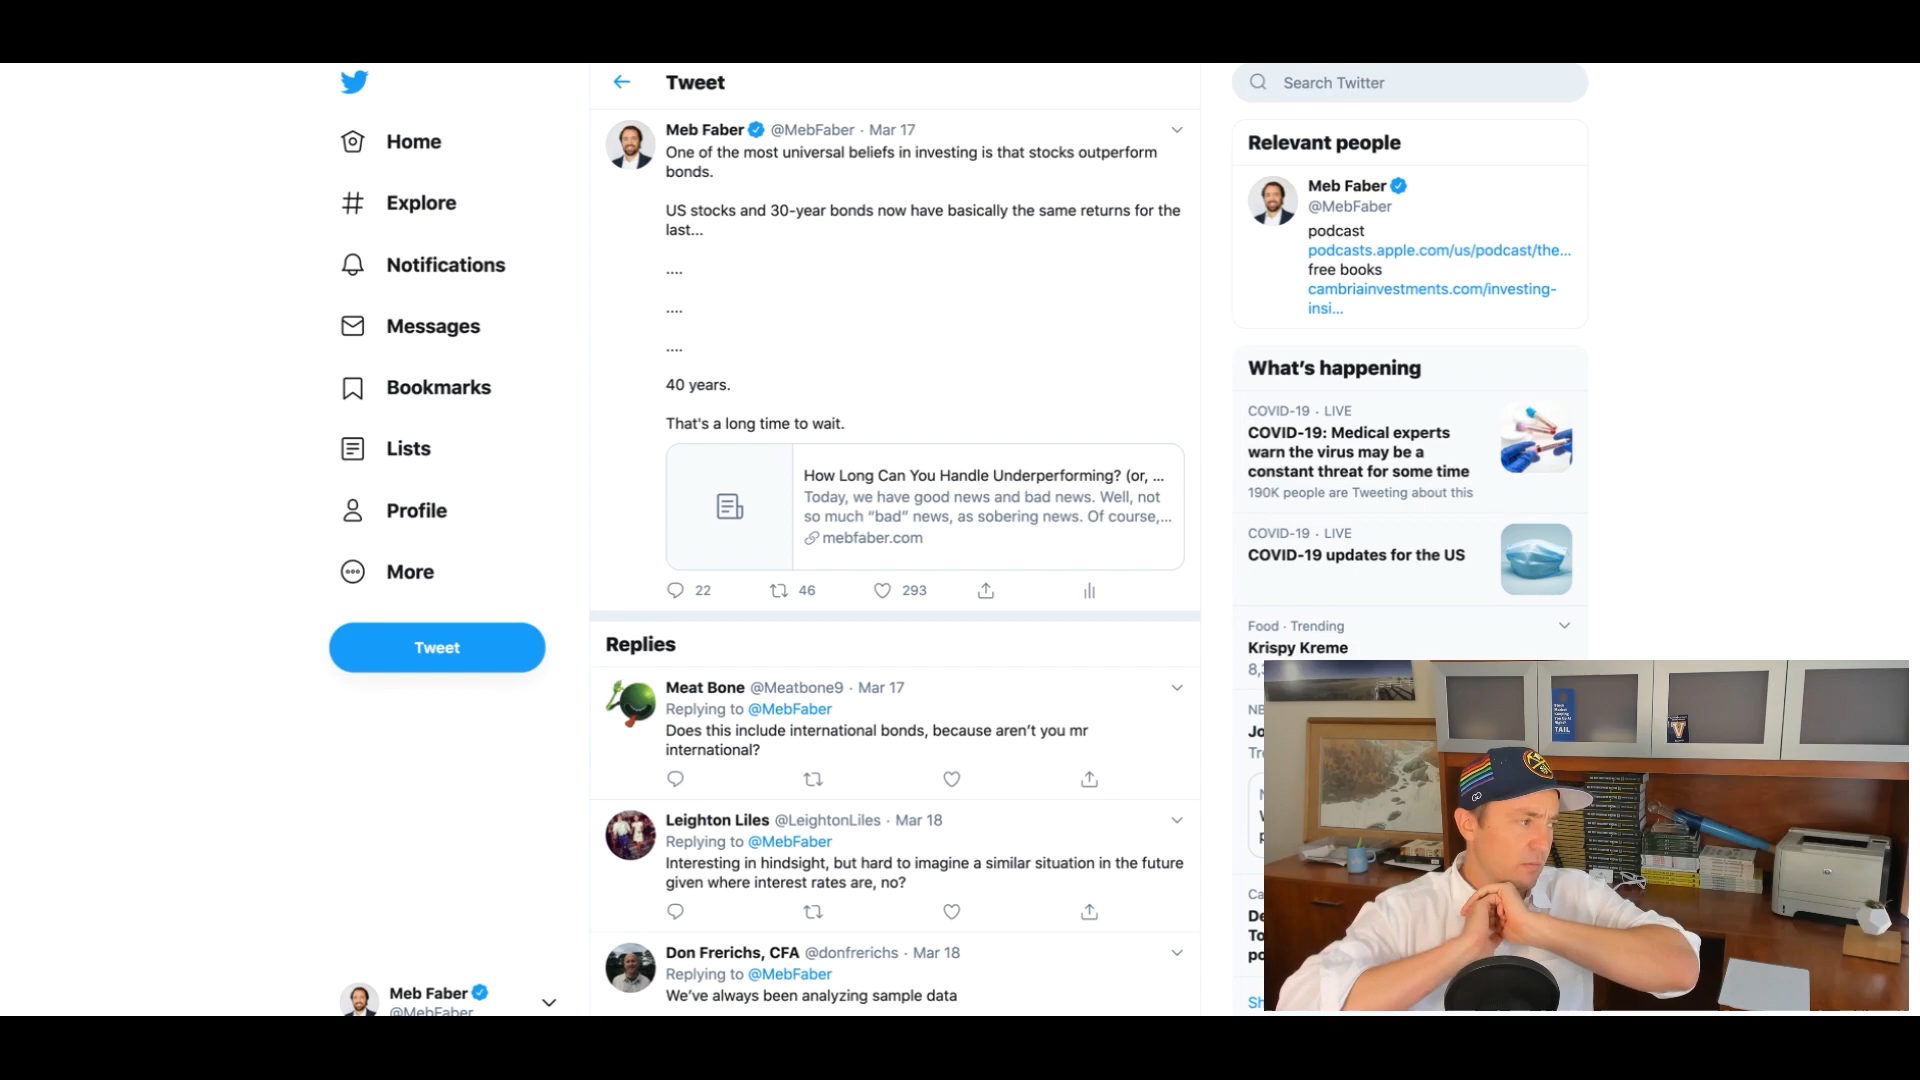 Tweet
Search Twitter
Home
Explore
Notifications
Messages
Bookmarks
Lists
Profile
More
Tweet
Meb Faber
@MebFaber
Meb Faber @MebFaber · Mar 17
One of the most universal beliefs in investing is that stocks outperform
bonds.
US stocks and 30-year bonds now have basically the same returns for the
last...
....
....
....
40 years.
That's a long time to wait.
How Long Can You Handle Underperforming? (or, ...
Today, we have good news and bad news. Well, not
so much “bad” news, as sobering news. Of course,...
mebfaber.com
22 46 293
Replies
Meat Bone @Meatbone9 · Mar 17
Replying to @MebFaber
Does this include international bonds, because aren’t you mr
international?
Leighton Liles @LeightonLiles · Mar 18
Replying to @MebFaber
Interesting in hindsight, but hard to imagine a similar situation in the future
given where interest rates are, no?
Don Frerichs, CFA @donfrerichs · Mar 18
Replying to @MebFaber
We’ve always been analyzing sample data
Relevant people
Meb Faber
@MebFaber
podcast
podcasts.apple.com/us/podcast/the...
free books
cambriainvestments.com/investing-
insi...
What’s happening
COVID-19 · LIVE
COVID-19: Medical experts
warn the virus may be a
constant threat for some time
190K people are Tweeting about this
COVID-19 · LIVE
COVID-19 updates for the US
Food · Trending
Krispy Kreme
TAIL
V